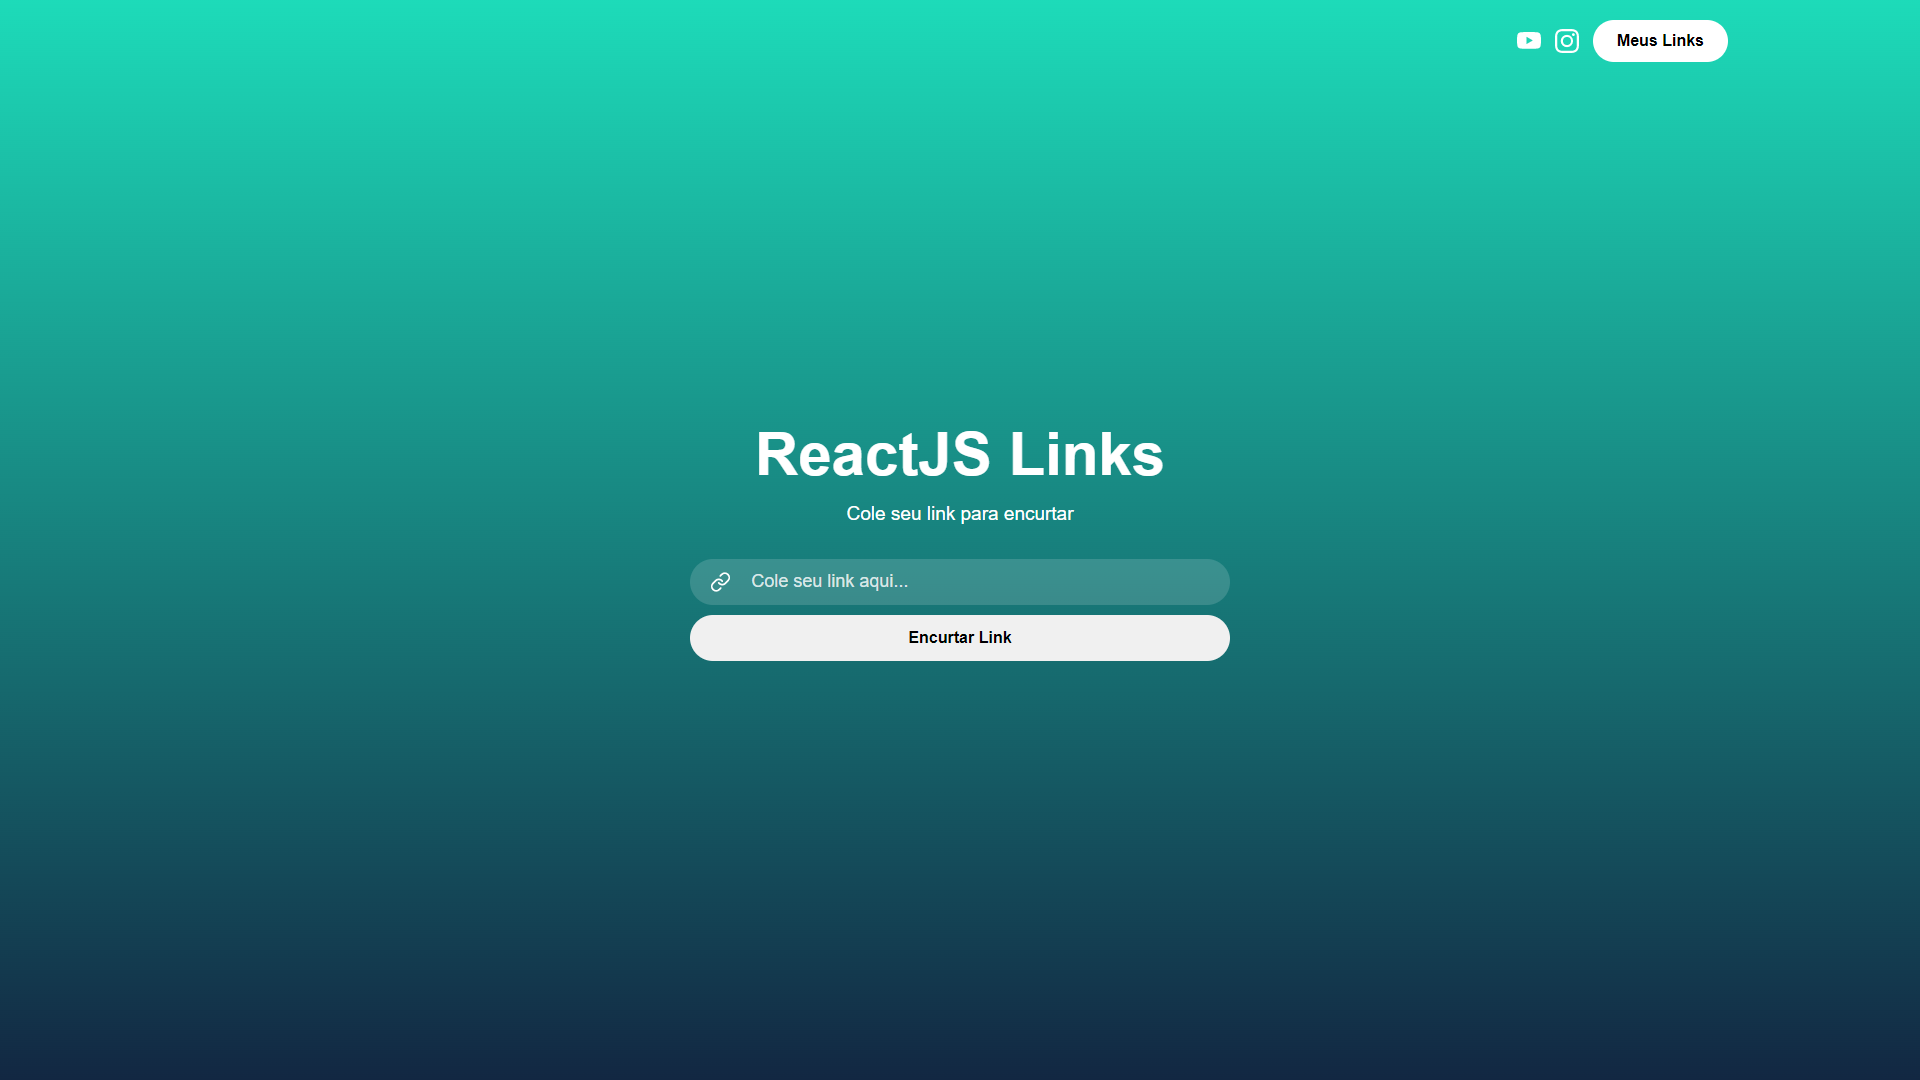 Meus Links
ReactJS Links
Cole seu link para encurtar
Cole seu link aqui...
Encurtar Link